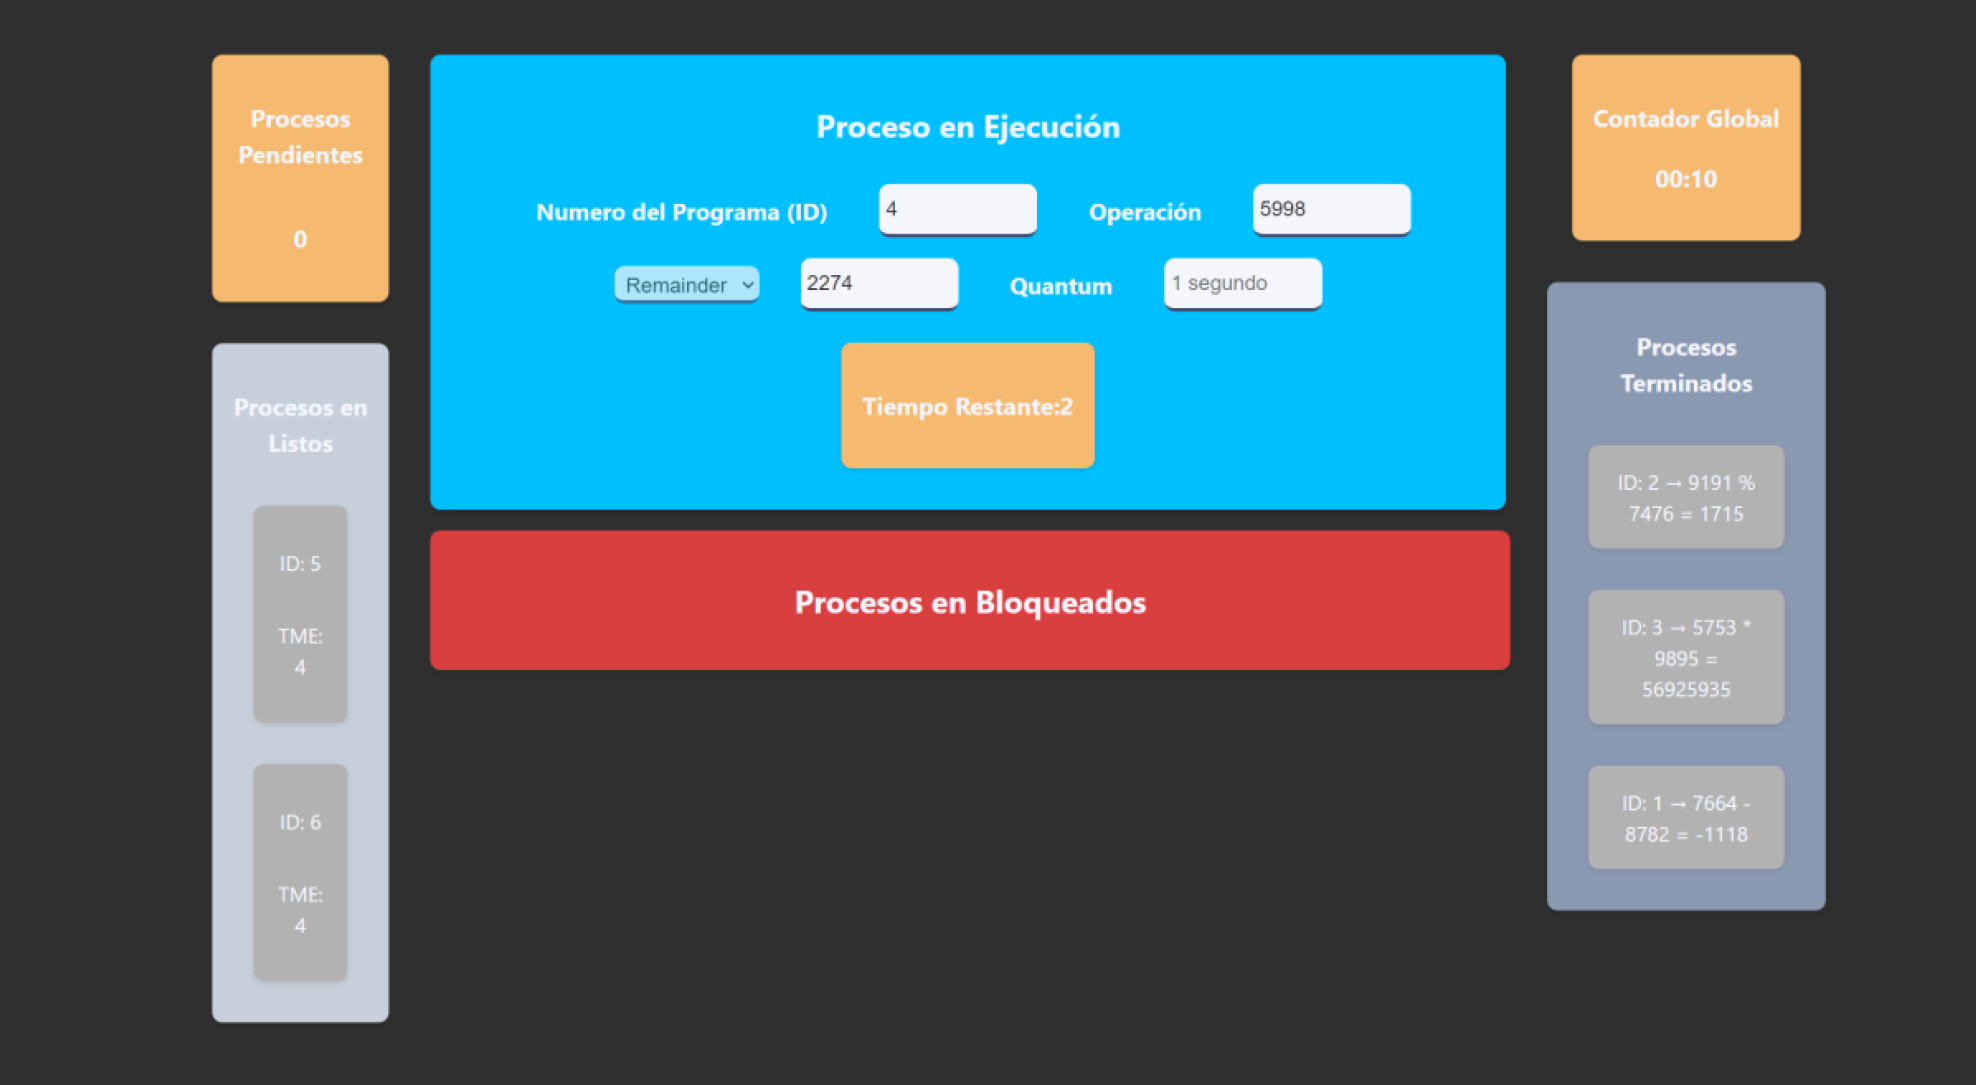 Procesos
Pendientes
0
Procesos en
Listos
ID: 5
TME:
4
ID: 6
TME:
4
Proceso en Ejecución
Numero del Programa (ID)
4
Operación
5998
Remainder
2274
Quantum
1 segundo
Tiempo Restante:2
Procesos en Bloqueados
Contador Global
00:10
Procesos
Terminados
ID: 2 → 9191 %
7476 = 1715
ID: 3 → 5753 *
9895 =
56925935
ID: 1 → 7664 -
8782 = -1118